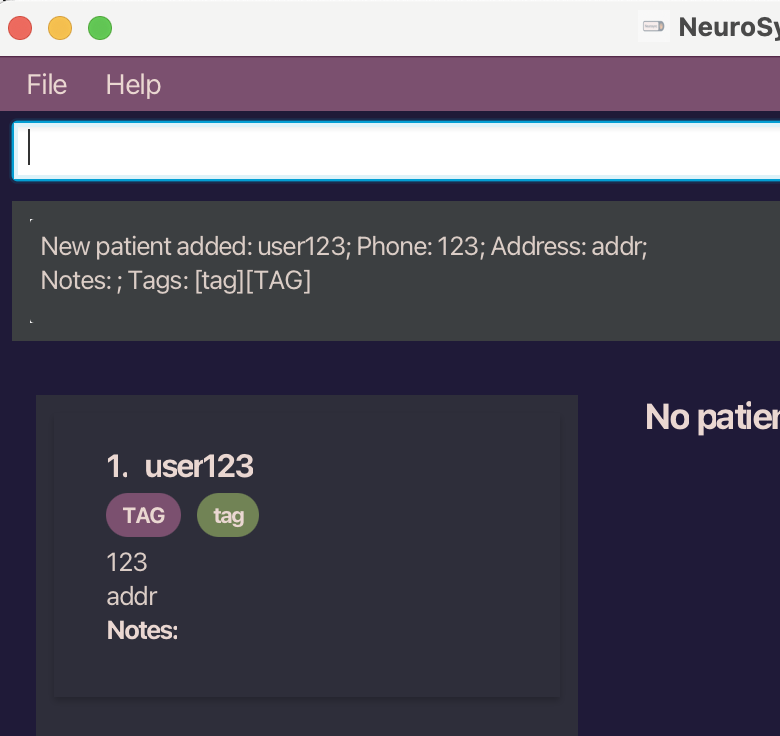 NeuroSy
File Help
New patient added: user123; Phone: 123; Address: addr;
Notes: ; Tags: [tag][TAG]
No patien
1. user123
TAG tag
123
addr
Notes: